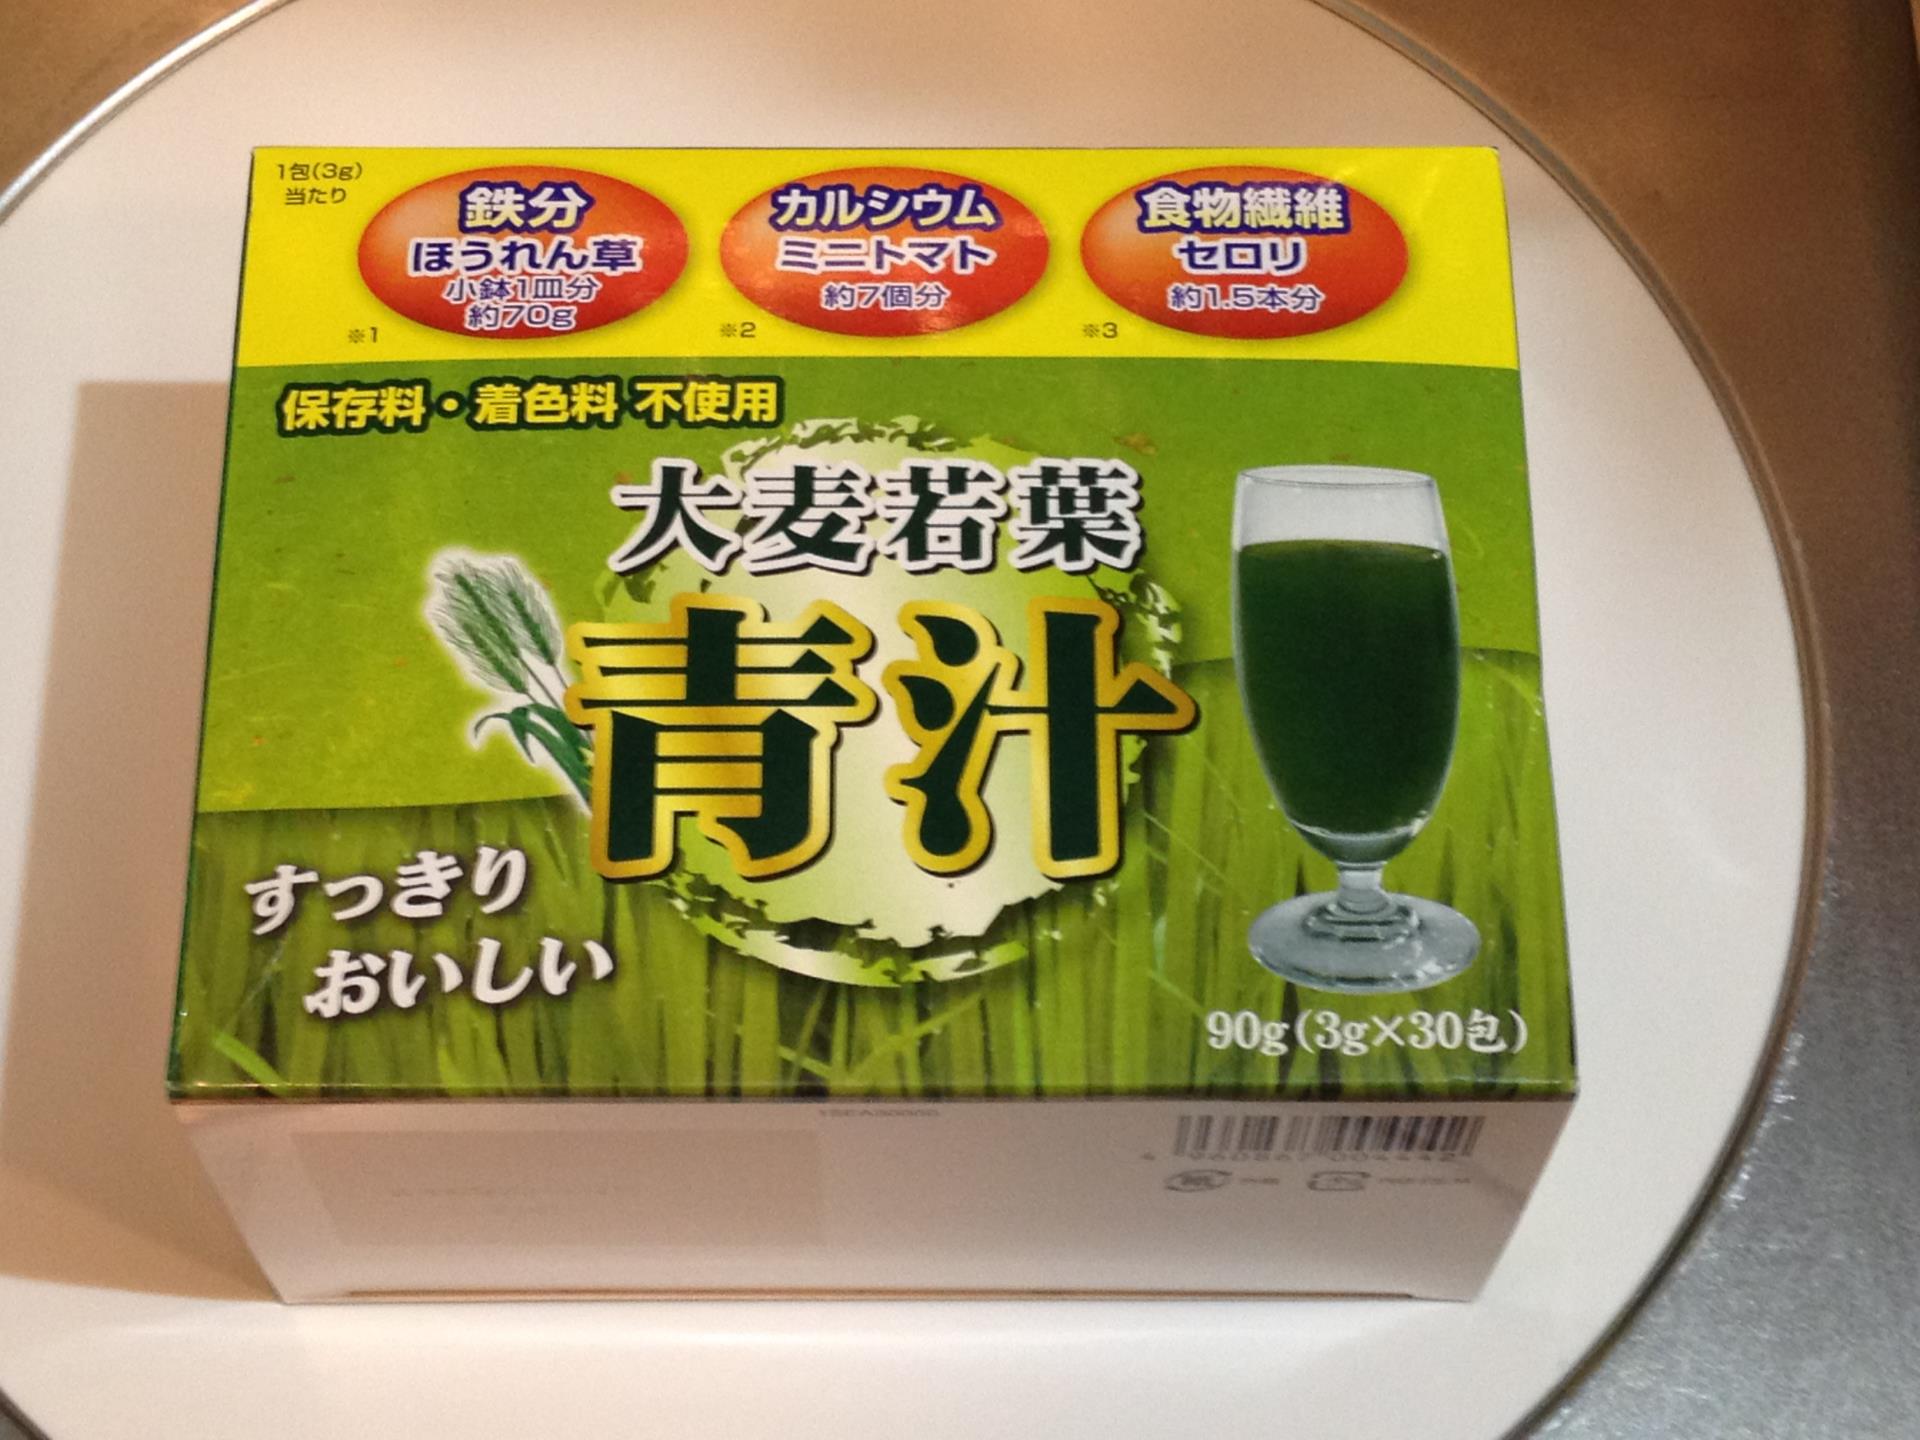 1包(3g)
当たり
鉄分
ほうれん草
小鉢1皿分
約70g
※1
カルシウム
ミニトマト
約7個分
※2
食物繊維
セロリ
約1.5本分
※3
保存料・着色料 不使用
大麦若葉
青汁
すっきり
おいしい
90g(3g×30包)